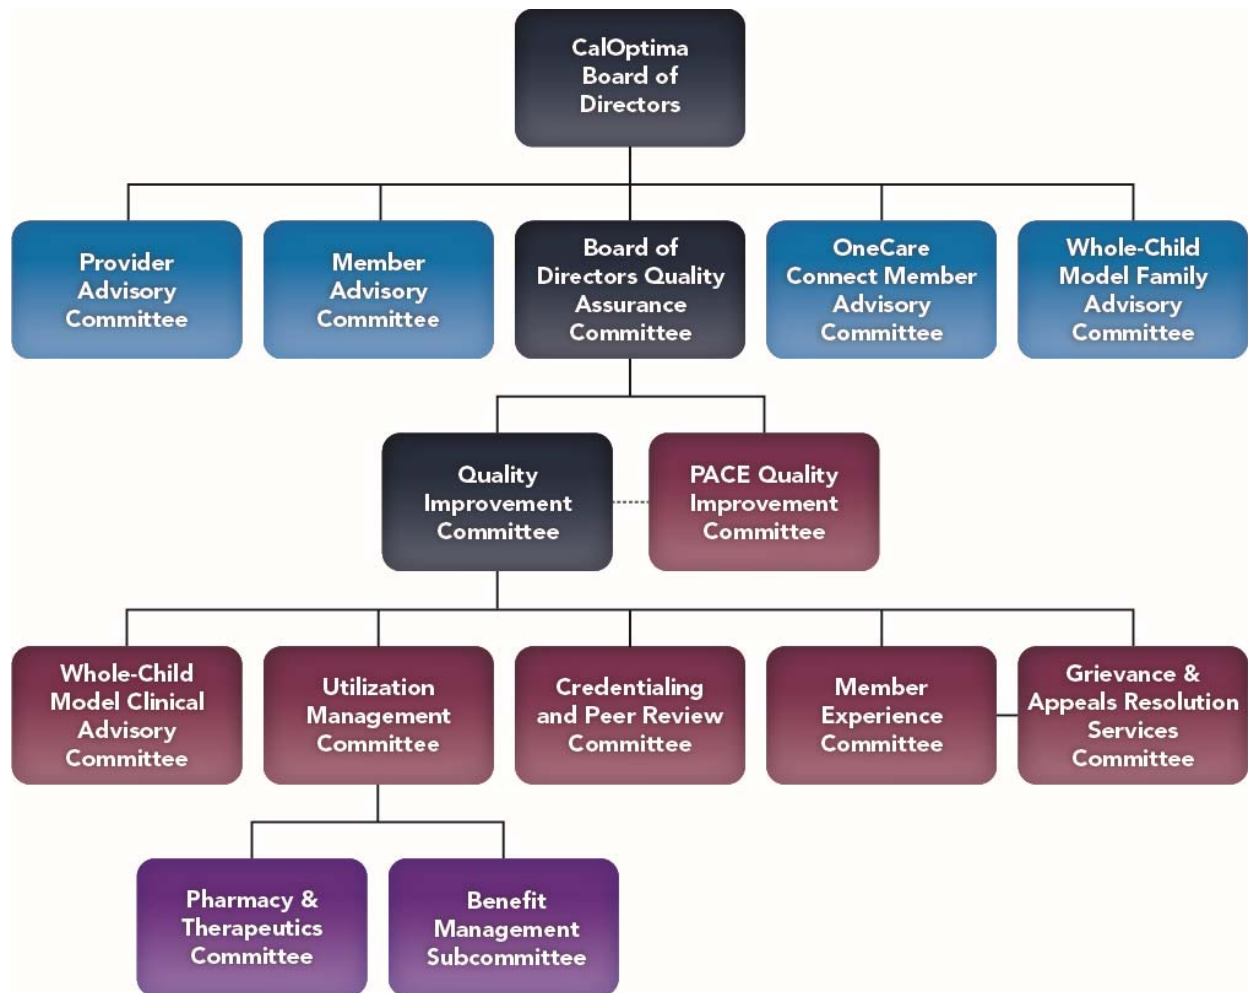 CalOptima
Board of
Directors
Provider
Advisory
Committee
Member
Advisory
Committee
Board of
Directors Quality
Assurance
Committee
OneCare
Connect Member
Advisory
Committee
Whole-Child
Model Family
Advisory
Committee
Quality
Improvement
Committee
PACE Quality
Improvement
Committee
Whole-Child
Model Clinical
Advisory
Committee
Utilization
Management
Committee
Credentialing
and Peer Review
Committee
Member
Experience
Committee
Grievance &
Appeals Resolution
Services
Committee
Pharmacy &
Therapeutics
Committee
Benefit
Management
Subcommittee